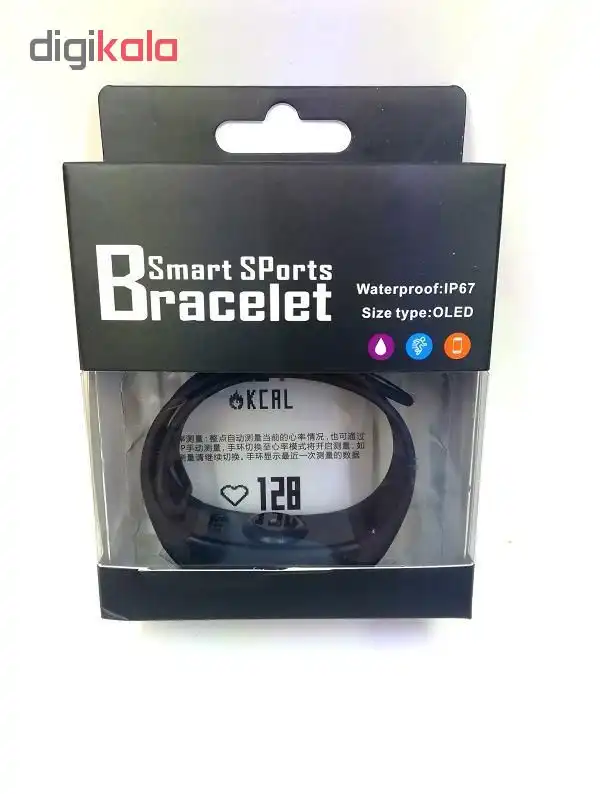 digikala
Smart SPorts
Bracelet
Waterproof:IP67
Size type:OLED
KCAL
测量：整点自动测量当前的心率情况，也可通过
P手动测量，手环切换至心率模式将开启测量，如
测量请继续切换。手环显示最近一次测量的数据
128